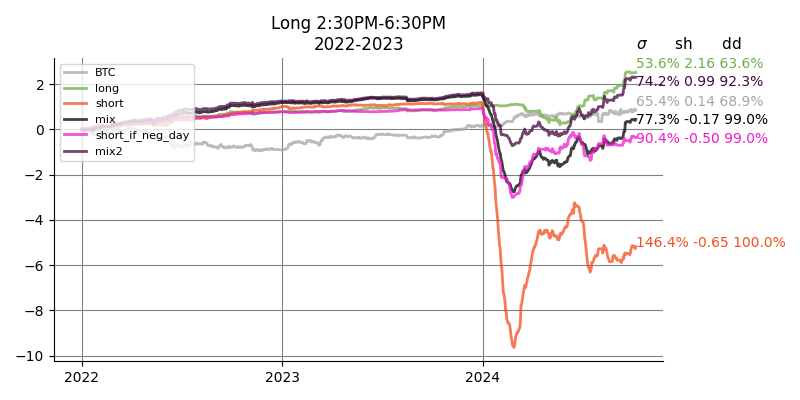 Long 2:30PM-6:30PM
2022-2023
σ sh dd
53.6% 2.16 63.6%
74.2% 0.99 92.3%
65.4% 0.14 68.9%
77.3% -0.17 99.0%
90.4% -0.50 99.0%
146.4% -0.65 100.0%
BTC
long
short
mix
short_if_neg_day
mix2
2
0
−2
−4
−6
−8
−10
2022 2023 2024